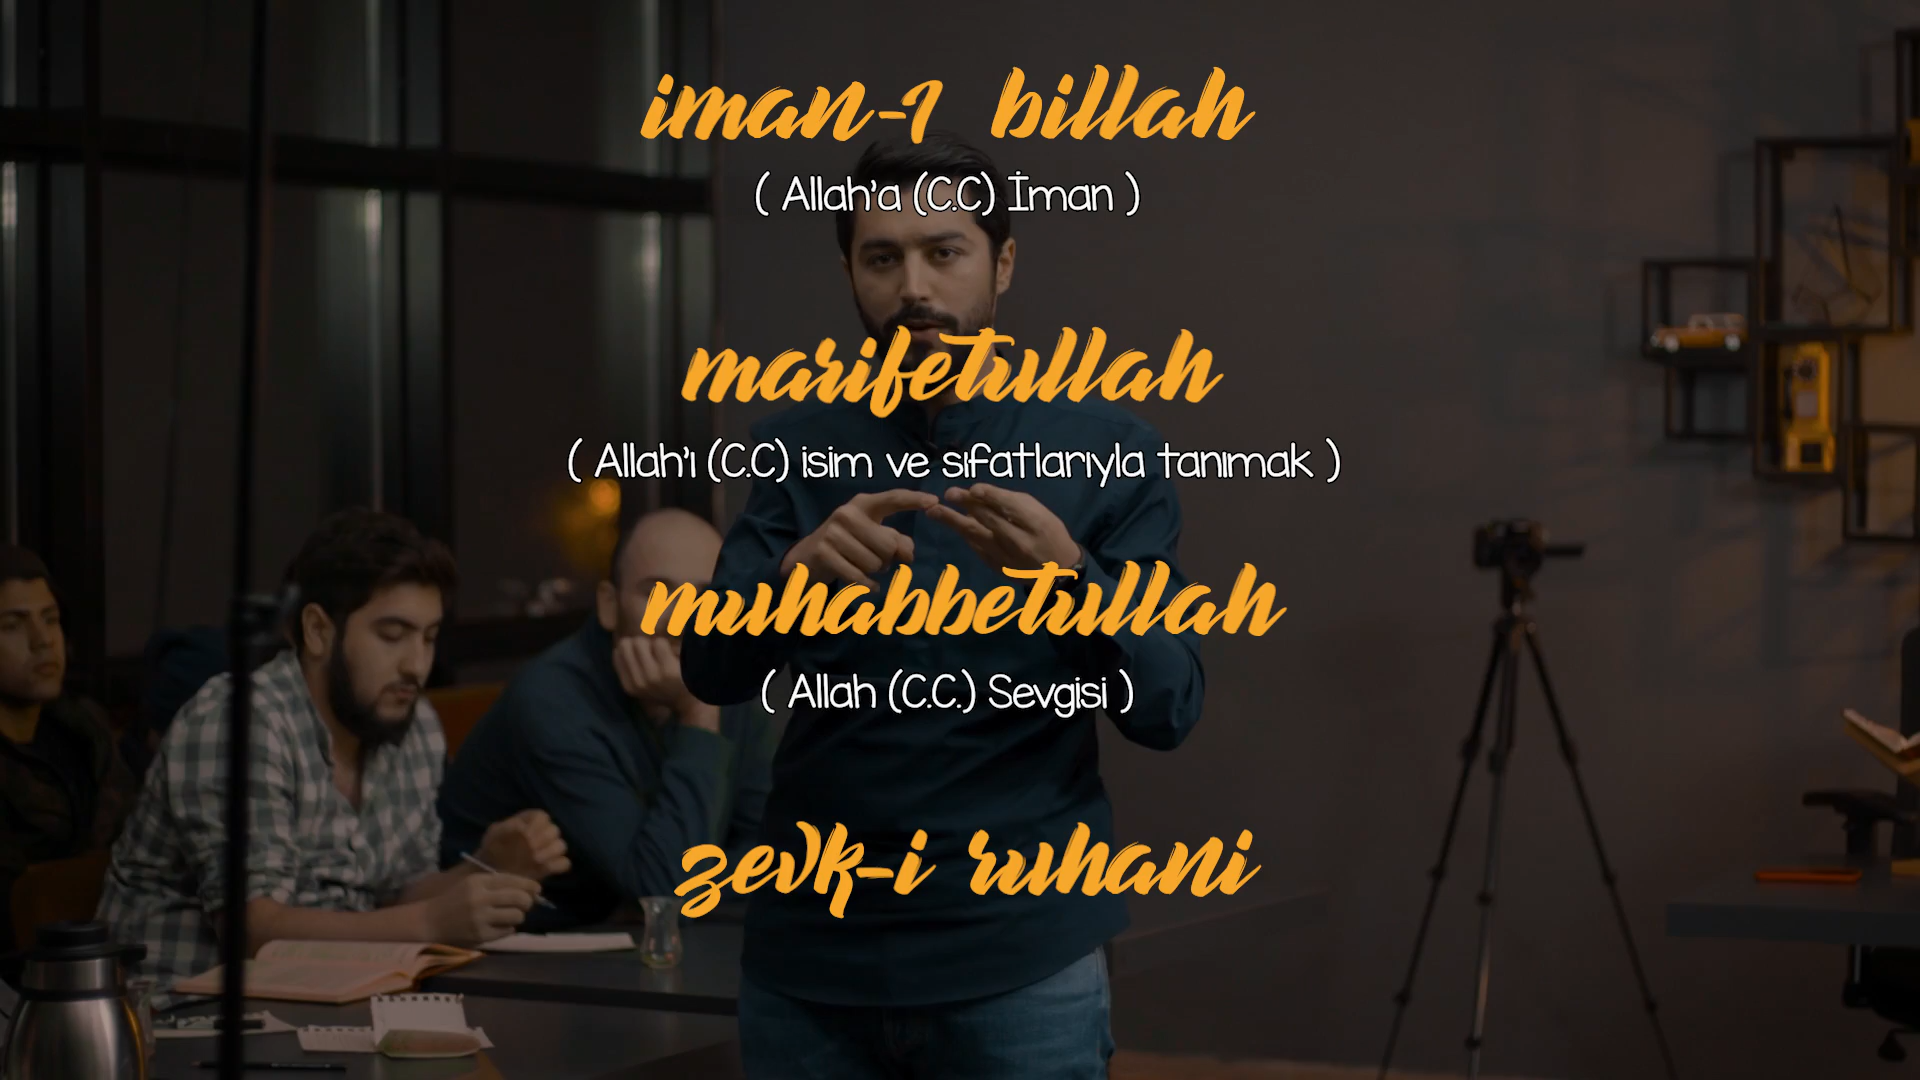 iman-ı billah
( Allah'a (C.C) İman )
marifetullah
( Allah'ı (C.C) isim ve sıfatlarıyla tanımak )
muhabbetullah
( Allah (C.C.) Sevgisi )
zevk-i ruhani